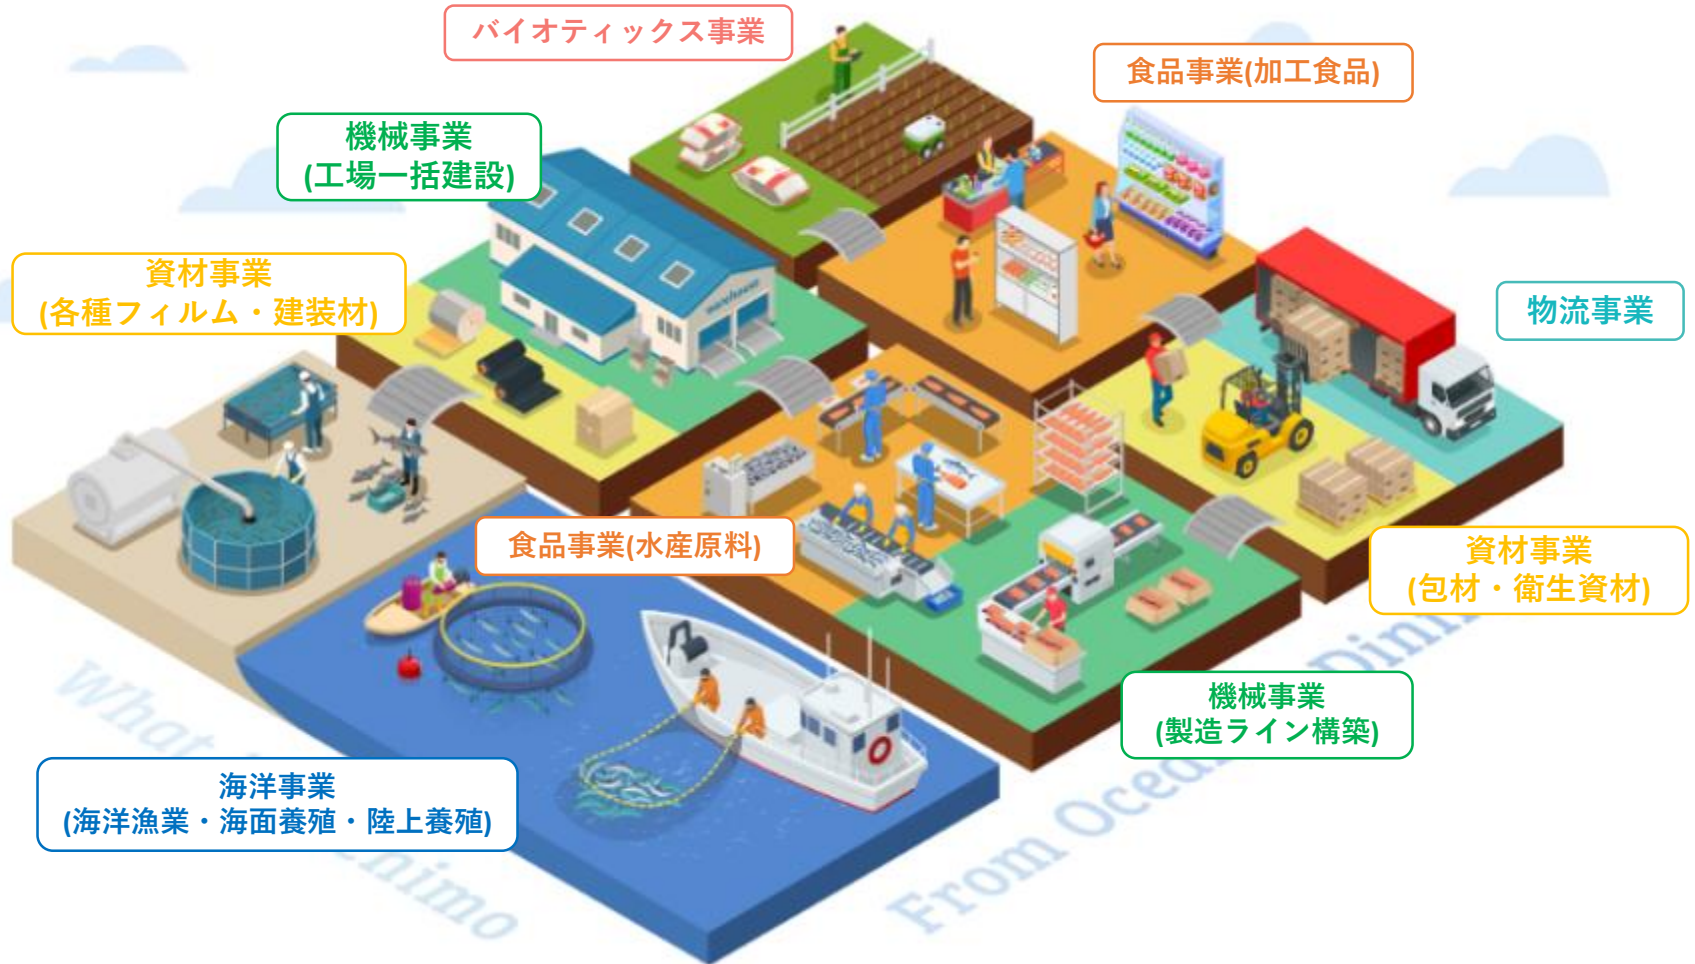 バイオティックス事業
食品事業(加工食品)
機械事業
(工場一括建設)
資材事業
(各種フィルム・建装材)
物流事業
食品事業(水産原料)
資材事業
(包材・衛生資材)
機械事業
(製造ライン構築)
海洋事業
(海洋漁業・海面養殖・陸上養殖)
What
From Ocean